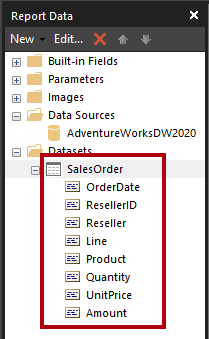 Report Data
New Edit...
Built-in Fields
Parameters
Images
Data Sources
AdventureWorksDW2020
Datasets
SalesOrder
OrderDate
ResellerID
Reseller
Line
Product
Quantity
UnitPrice
Amount